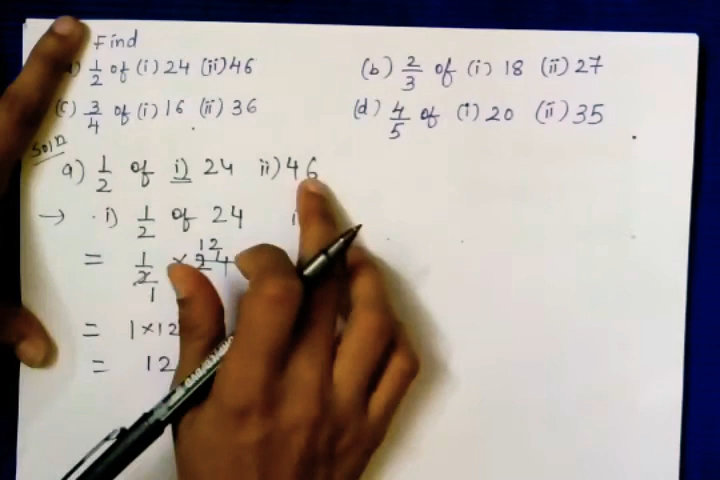 Find
) 1/2 of (i) 24 (ii) 46
(b) 2/3 of (i) 18 (ii) 27
(c) 3/4 of (i) 16 (ii) 36
(d) 4/5 of (i) 20 (ii) 35
Soln
a) 1/2 of i) 24 ii) 46
→ i) 1/2 of 24 i
12
= 1/2 × 24
1
= 1×12
= 12